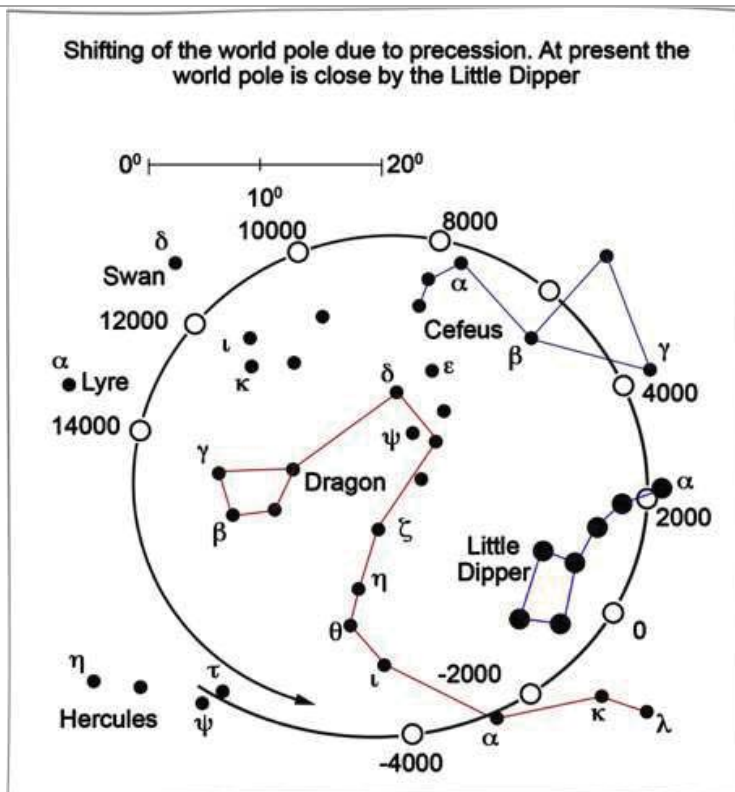 Shifting of the world pole due to precession. At present the
world pole is close by the Little Dipper
0⁰
20⁰
10⁰
10000
8000
δ
Swan
α
12000
Cefeus
ι
β
γ
κ
α
Lyre
δ
ε
4000
14000
ψ
γ
Dragon
α
2000
β
ζ
Little
Dipper
η
θ
0
ι
-2000
η
τ
κ
Hercules
ψ
α
λ
-4000